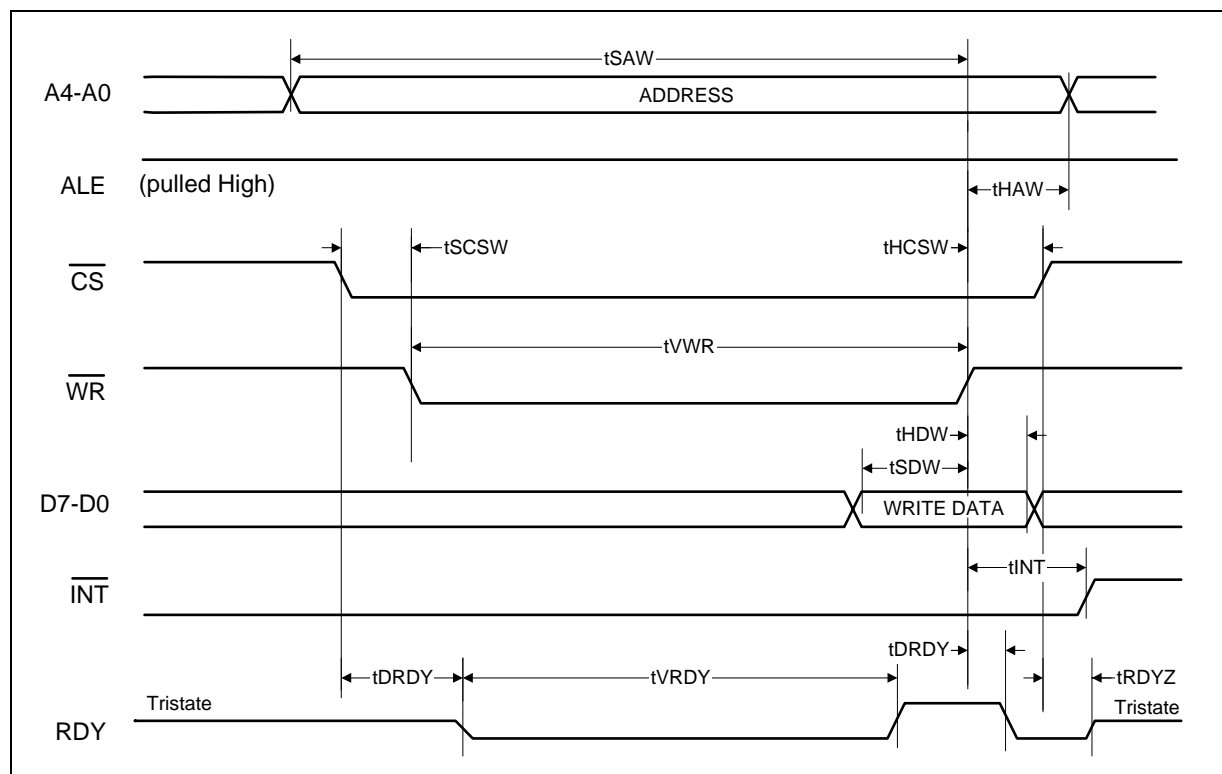 tSAW
A4-A0
ADDRESS
ALE
(pulled High)
tHAW
tSCSW
tHCSW
CS
tVWR
WR
tHDW
tSDW
D7-D0
WRITE DATA
tINT
INT
tDRDY
tDRDY
tVRDY
tRDYZ
Tristate
Tristate
RDY